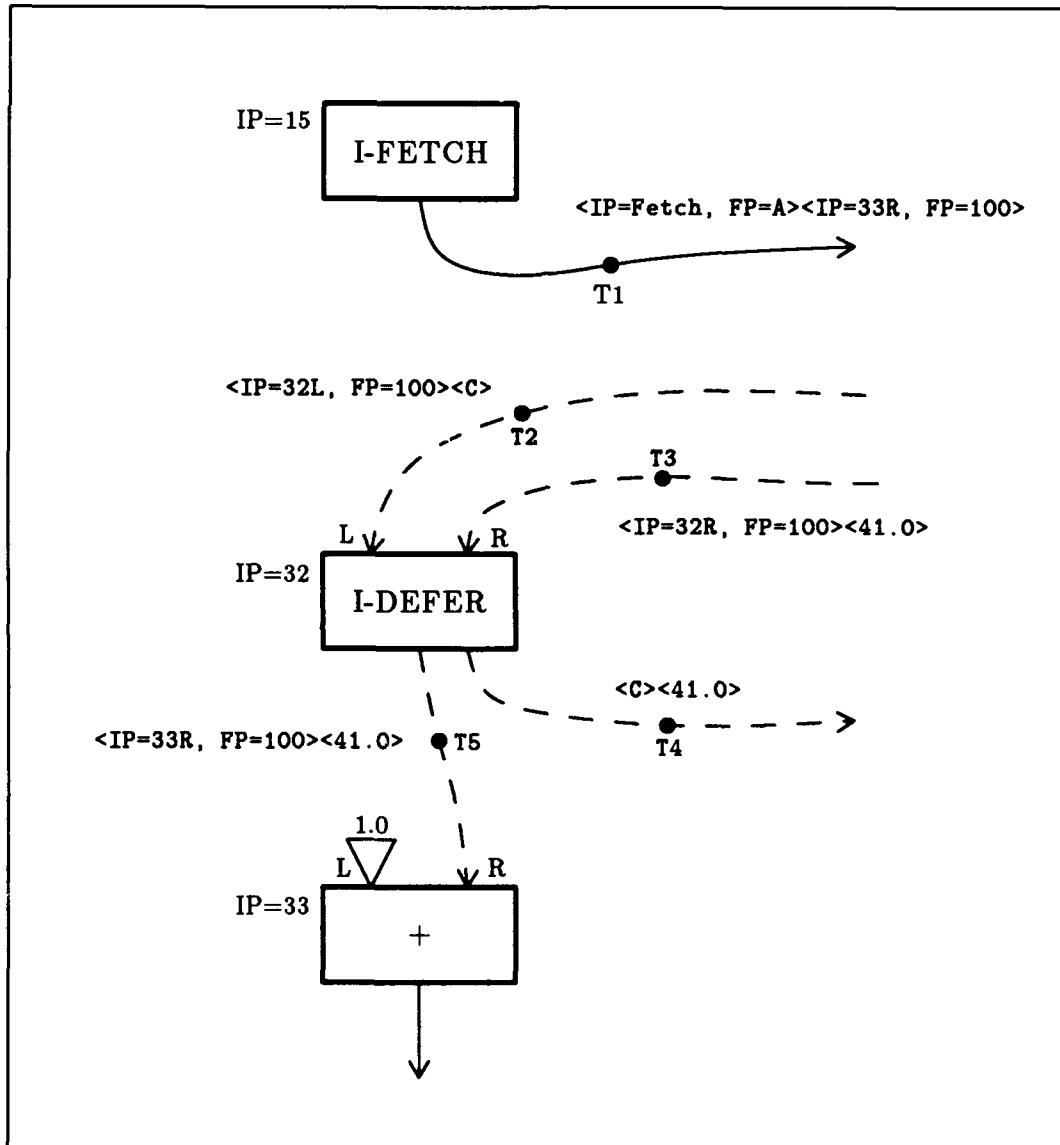 IP=15
I-FETCH
<IP=Fetch, FP=A><IP=33R, FP=100>
T1
<IP=32L, FP=100><C>
T2
T3
<IP=32R, FP=100><41.0>
L
R
IP=32
I-DEFER
<C><41.0>
T4
<IP=33R, FP=100><41.0>
T5
1.0
L
R
IP=33
+